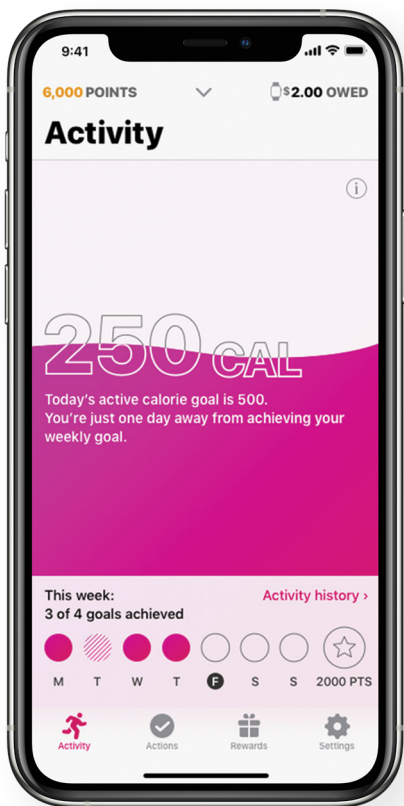 9:41
6,000 POINTS
$2.00 OWED
Activity
250 CAL
Today's active calorie goal is 500.
You're just one day away from achieving your
weekly goal.
This week:
Activity history ›
3 of 4 goals achieved
M T W T F S S 2000 PTS
Activity Actions Rewards Settings